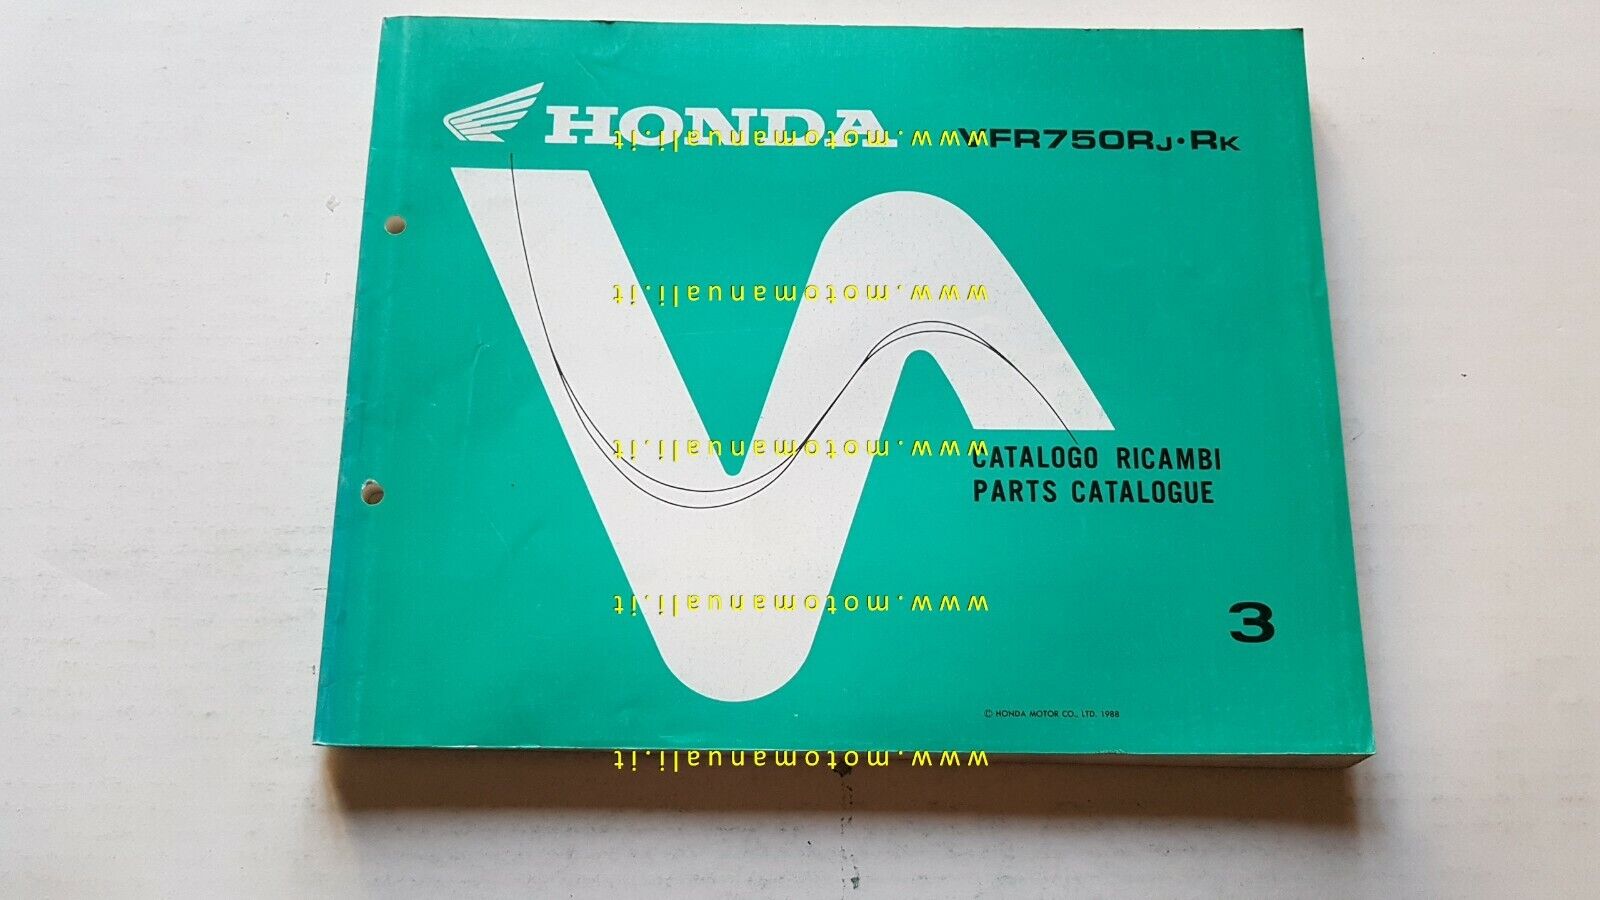 HONDA VFR750RJ·RK
www.motomanuali.it
www.motomanuali.it
www.motomanuali.it
CATALOGO RICAMBI
PARTS CATALOGUE
www.motomanuali.it
3
© HONDA MOTOR CO., LTD. 1988
www.motomanuali.it